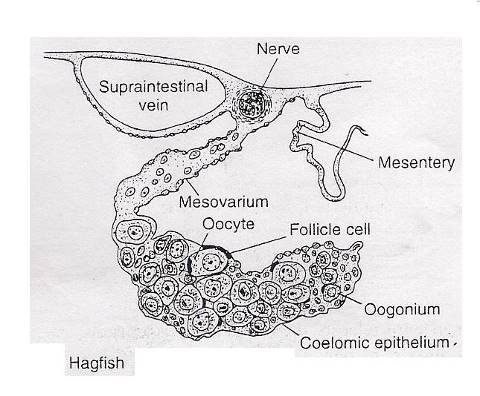 Nerve
Supraintestinal
vein
Mesentery
Mesovarium
Oocyte
Follicle cell
Oogonium
Coelomic epithelium
Hagfish